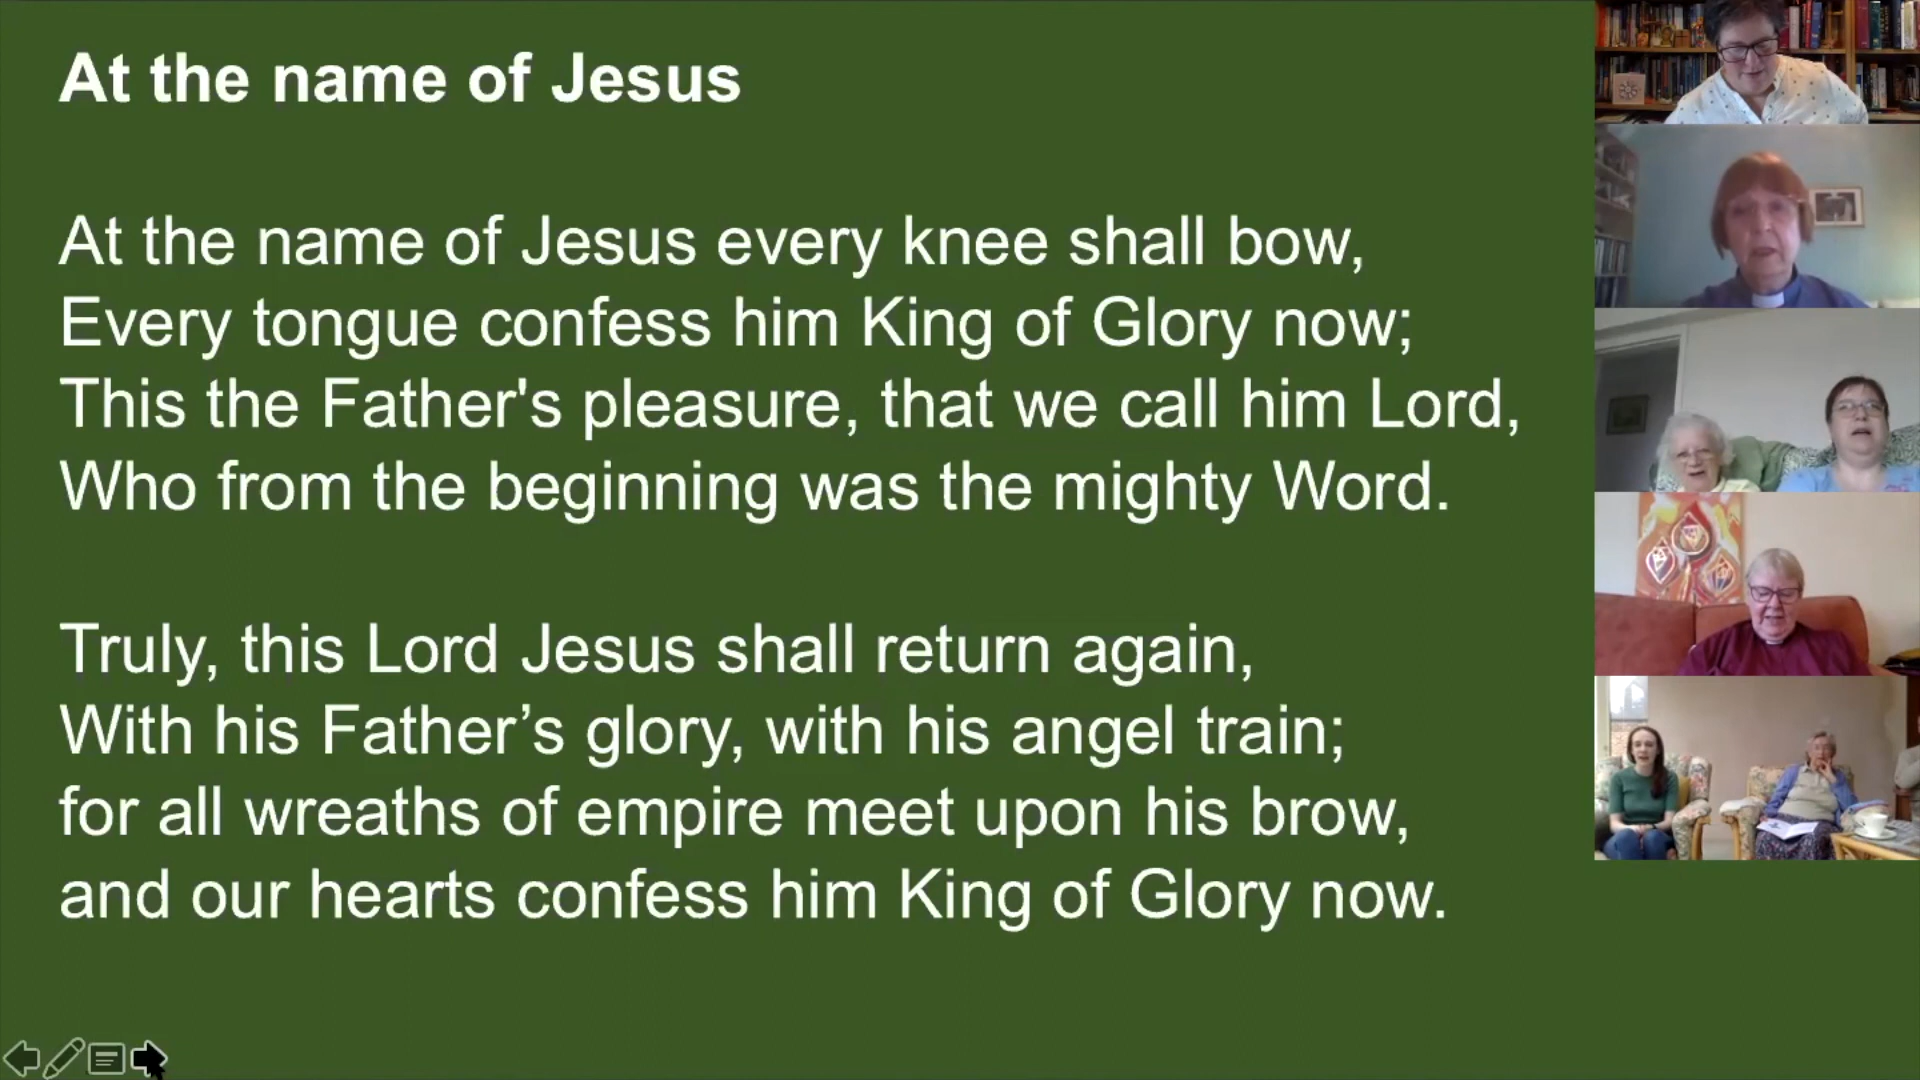 At the name of Jesus
At the name of Jesus every knee shall bow,
Every tongue confess him King of Glory now;
This the Father's pleasure, that we call him Lord,
Who from the beginning was the mighty Word.
Truly, this Lord Jesus shall return again,
With his Father’s glory, with his angel train;
for all wreaths of empire meet upon his brow,
and our hearts confess him King of Glory now.